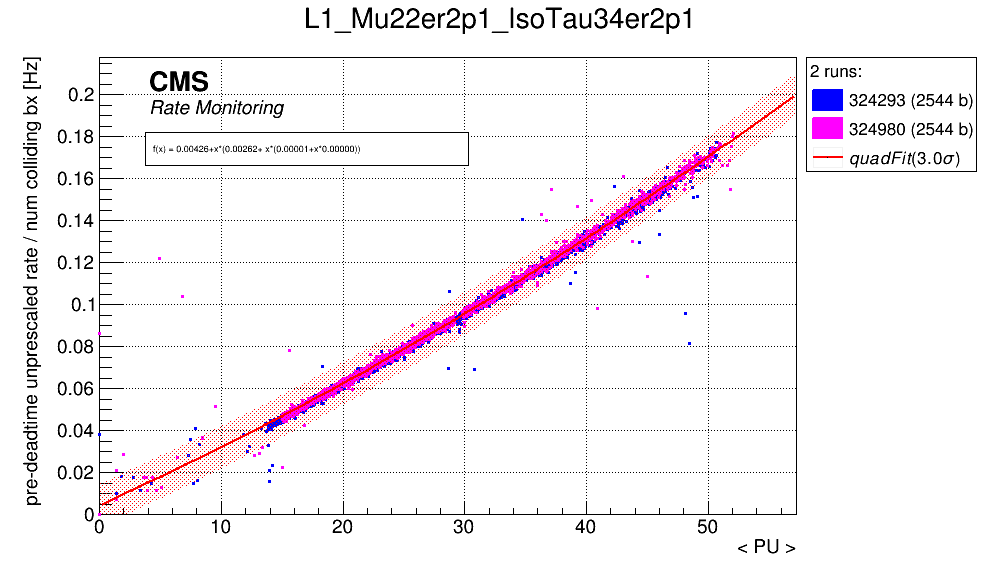 L1_Mu22er2p1_IsoTau34er2p1
pre-deadtime unprescaled rate / num colliding bx [Hz]
CMS
Rate Monitoring
f(x) = 0.00426+x*(0.00262+ x*(0.00001+x*0.00000))
2 runs:
324293 (2544 b)
324980 (2544 b)
quadFit(3.0σ)
0.2
0.18
0.16
0.14
0.12
0.1
0.08
0.06
0.04
0.02
0
0 10 20 30 40 50
< PU >